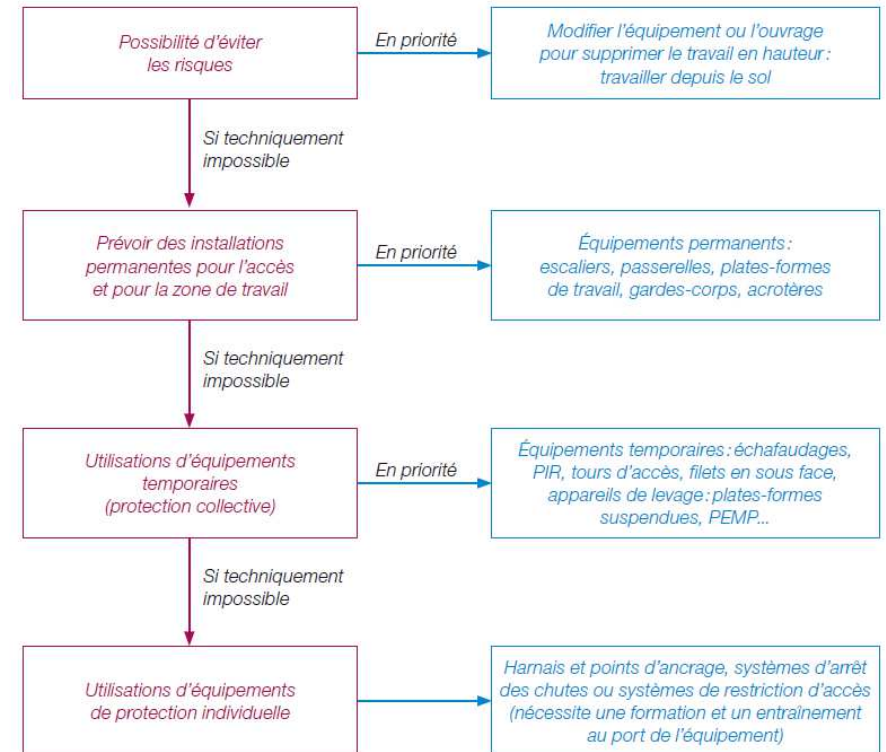 Possibilité d'éviter
les risques
En priorité
Modifier l'équipement ou l'ouvrage
pour supprimer le travail en hauteur :
travailler depuis le sol
Si techniquement
impossible
Prévoir des installations
permanentes pour l'accès
et pour la zone de travail
En priorité
Équipements permanents :
escaliers, passerelles, plates-formes
de travail, gardes-corps, acrotères
Si techniquement
impossible
Utilisations d'équipements
temporaires
(protection collective)
En priorité
Équipements temporaires : échafaudages,
PIR, tours d'accès, filets en sous face,
appareils de levage : plates-formes
suspendues, PEMP...
Si techniquement
impossible
Utilisations d'équipements
de protection individuelle
Harnais et points d'ancrage, systèmes d'arrêt
des chutes ou systèmes de restriction d'accès
(nécessite une formation et un entraînement
au port de l'équipement)